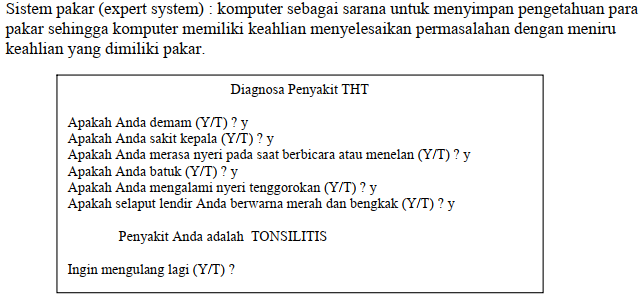 Sistem pakar (expert system) : komputer sebagai sarana untuk menyimpan pengetahuan para
pakar sehingga komputer memiliki keahlian menyelesaikan permasalahan dengan meniru
keahlian yang dimiliki pakar.
Diagnosa Penyakit THT
Apakah Anda demam (Y/T) ? y
Apakah Anda sakit kepala (Y/T) ? y
Apakah Anda merasa nyeri pada saat berbicara atau menelan (Y/T) ? y
Apakah Anda batuk (Y/T) ? y
Apakah Anda mengalami nyeri tenggorokan (Y/T) ? y
Apakah selaput lendir Anda berwarna merah dan bengkak (Y/T) ? y
Penyakit Anda adalah TONSILITIS
Ingin mengulang lagi (Y/T) ?